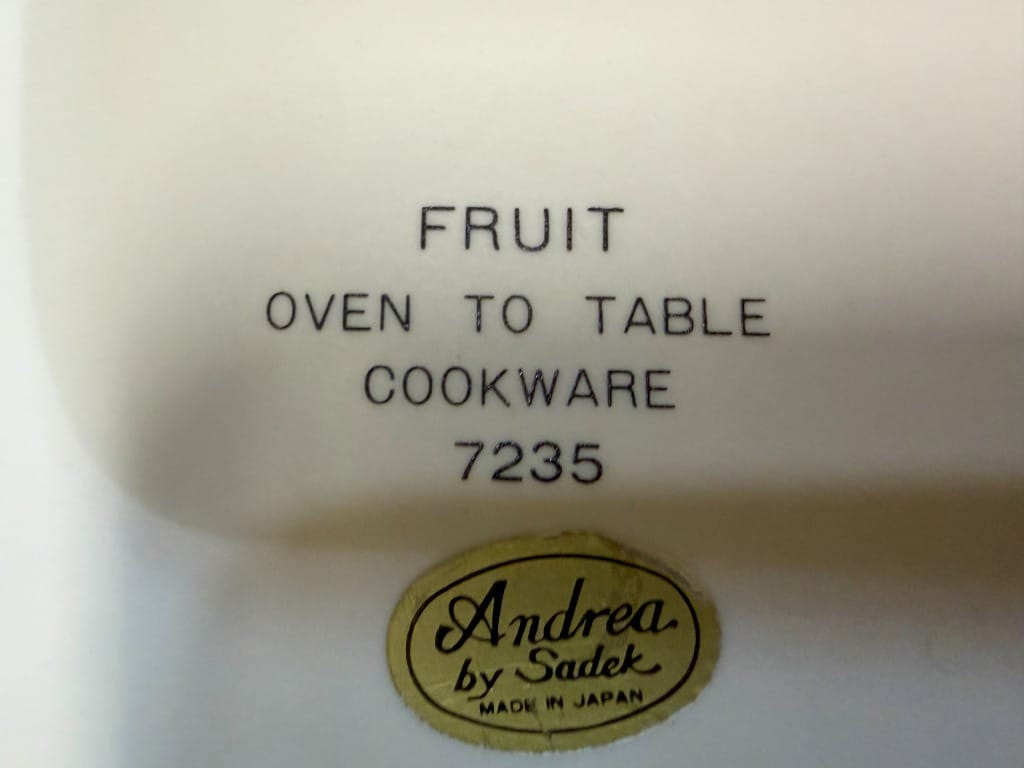 FRUIT
OVEN TO TABLE
COOKWARE
7235
Andrea
by Sadek
MADE IN JAPAN